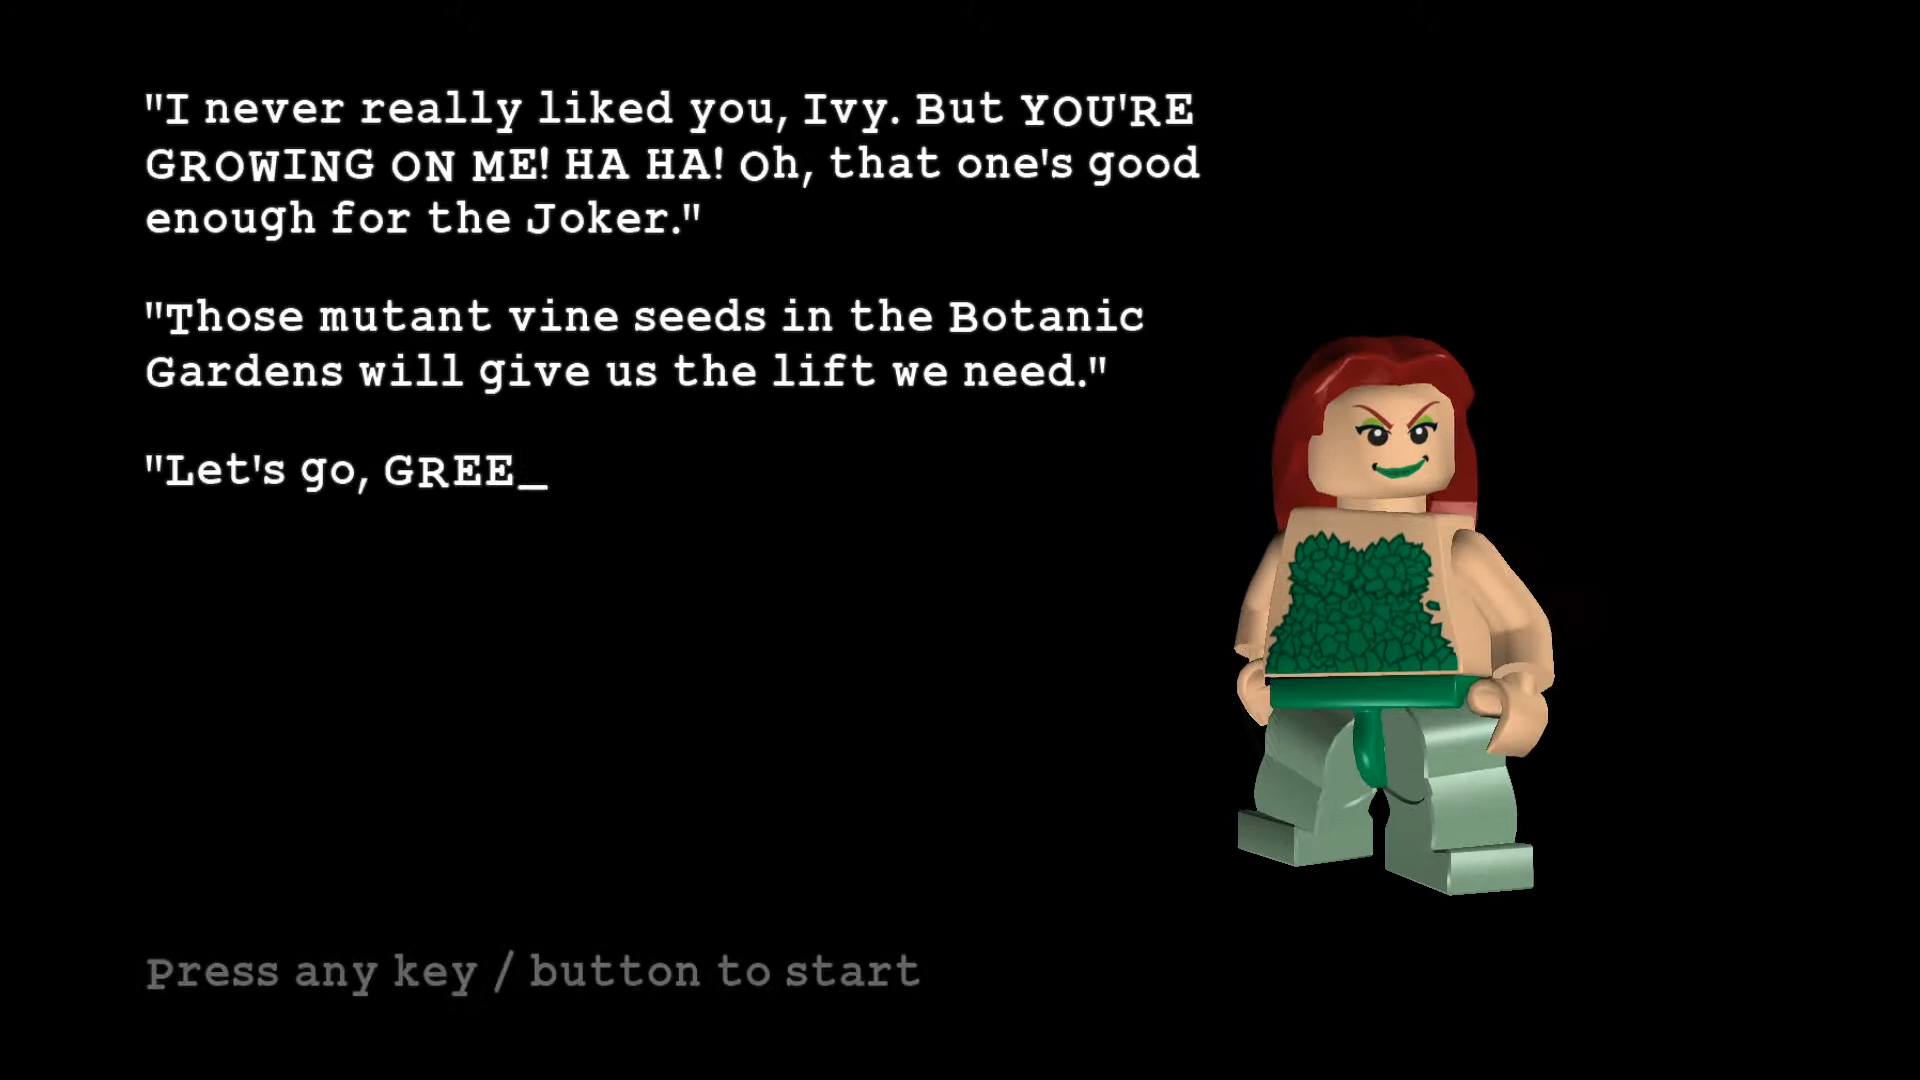 "I never really liked you, Ivy. But YOU'RE
GROWING ON ME! HA HA! Oh, that one's good
enough for the Joker."
"Those mutant vine seeds in the Botanic
Gardens will give us the lift we need."
"Let's go, GREE_
Press any key / button to start